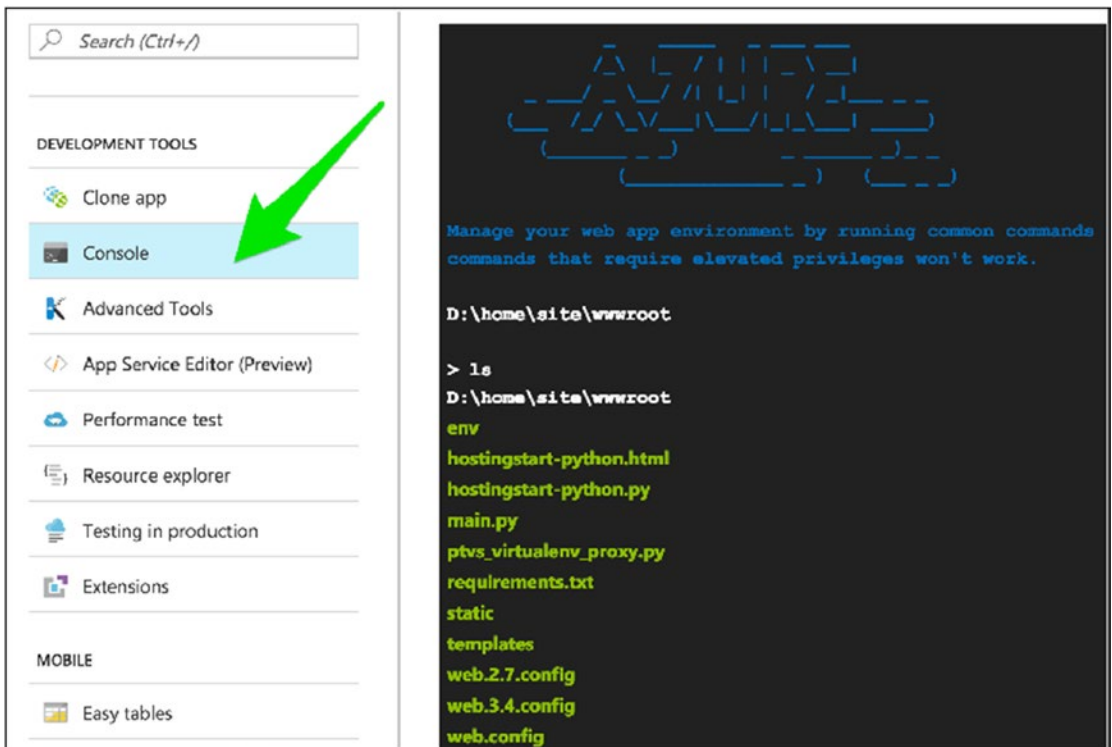 Search (Ctrl+/)
DEVELOPMENT TOOLS
Clone app
Console
Advanced Tools
App Service Editor (Preview)
Performance test
Resource explorer
Testing in production
Extensions
MOBILE
Easy tables
AZURE
Manage your web app environment by running common commands
commands that require elevated privileges won't work.
D:\home\site\wwwroot
> ls
D:\home\site\wwwroot
env
hostingstart-python.html
hostingstart-python.py
main.py
ptvs_virtualenv_proxy.py
requirements.txt
static
templates
web.2.7.config
web.3.4.config
web.config